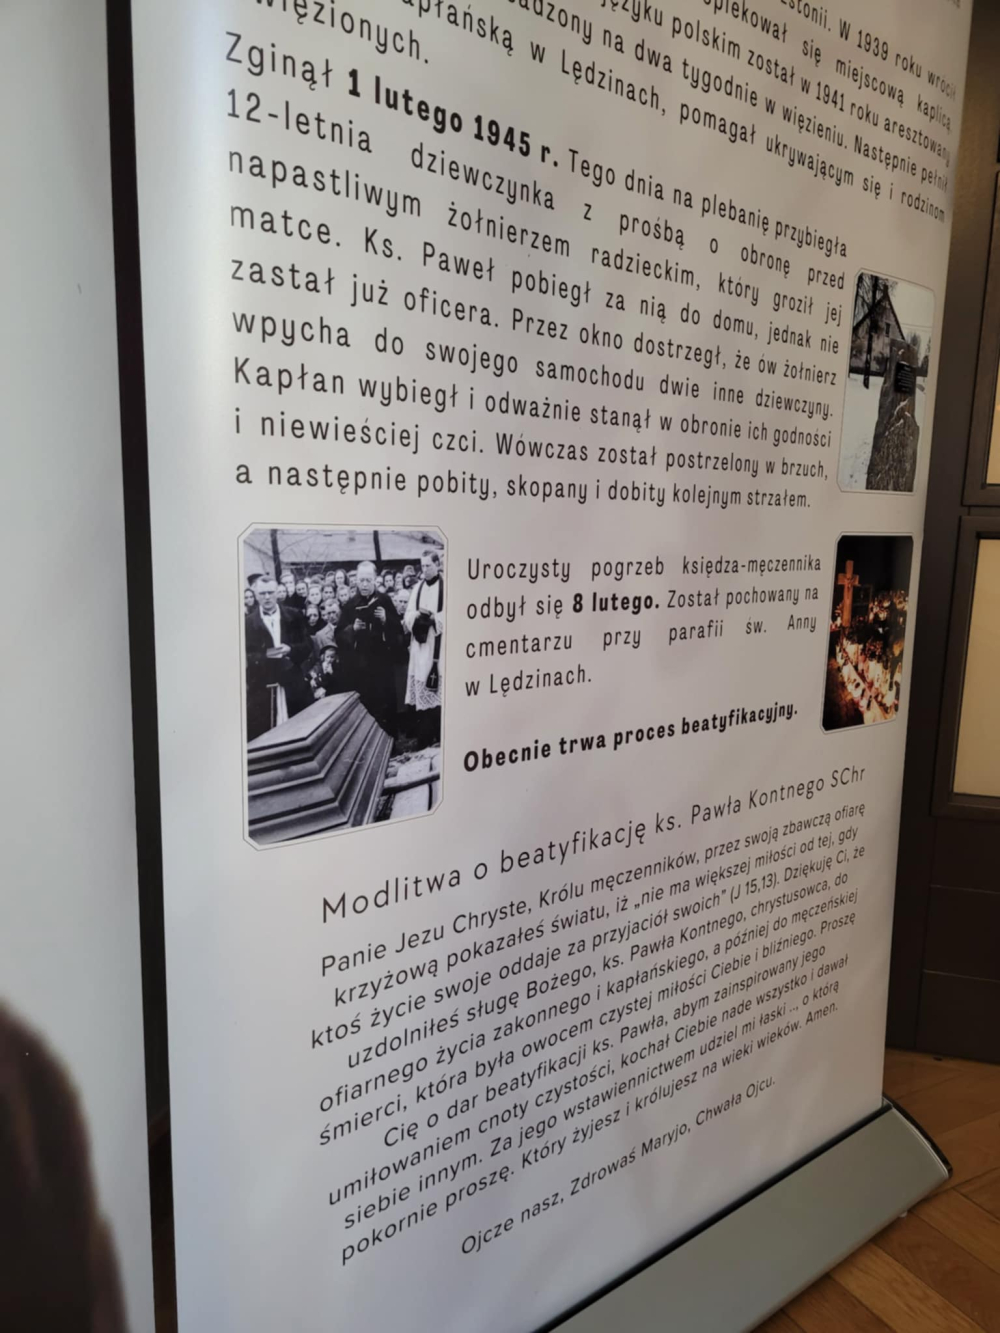 Estonii. W 1939 roku wrócił
opiekował się miejscową kaplicą.
języku polskim został w 1941 roku aresztowany
na dwa tygodnie w więzieniu. Następnie pełnił
kapłańską w Lędzinach, pomagał ukrywającym się i rodzinom
więzionych.
Zginął 1 lutego 1945 r. Tego dnia na plebanię przybiegła
12-letnia dziewczynka z prośbą o obronę przed
napastliwym żołnierzem radzieckim, który groził jej
matce. Ks. Paweł pobiegł za nią do domu, jednak nie
zastał już oficera. Przez okno dostrzegł, że ów żołnierz
wpycha do swojego samochodu dwie inne dziewczyny.
Kapłan wybiegł i odważnie stanął w obronie ich godności
i niewieściej czci. Wówczas został postrzelony w brzuch,
a następnie pobity, skopany i dobity kolejnym strzałem.
Uroczysty pogrzeb księdza-męczennika
odbył się 8 lutego. Został pochowany na
cmentarzu przy parafii św. Anny
w Lędzinach.
Obecnie trwa proces beatyfikacyjny.
Modlitwa o beatyfikację ks. Pawła Kontnego SChr
Panie Jezu Chryste, Królu męczenników, przez swoją zbawczą ofiarę
krzyżową pokazałeś światu, iż „nie ma większej miłości od tej, gdy
ktoś życie swoje oddaje za przyjaciół swoich" (J 15,13). Dziękuję Ci, że
uzdolniłeś sługę Bożego, ks. Pawła Kontnego, chrystusowca, do
ofiarnego życia zakonnego i kapłańskiego, a później do męczeńskiej
śmierci, która była owocem czystej miłości Ciebie i bliźniego. Proszę
Cię o dar beatyfikacji ks. Pawła, abym zainspirowany jego
umiłowaniem cnoty czystości, kochał Ciebie nade wszystko i dawał
siebie innym. Za jego wstawiennictwem udziel mi łaski .., o którą
pokornie proszę. Który żyjesz i królujesz na wieki wieków. Amen.
Ojcze nasz, Zdrowaś Maryjo, Chwała Ojcu.